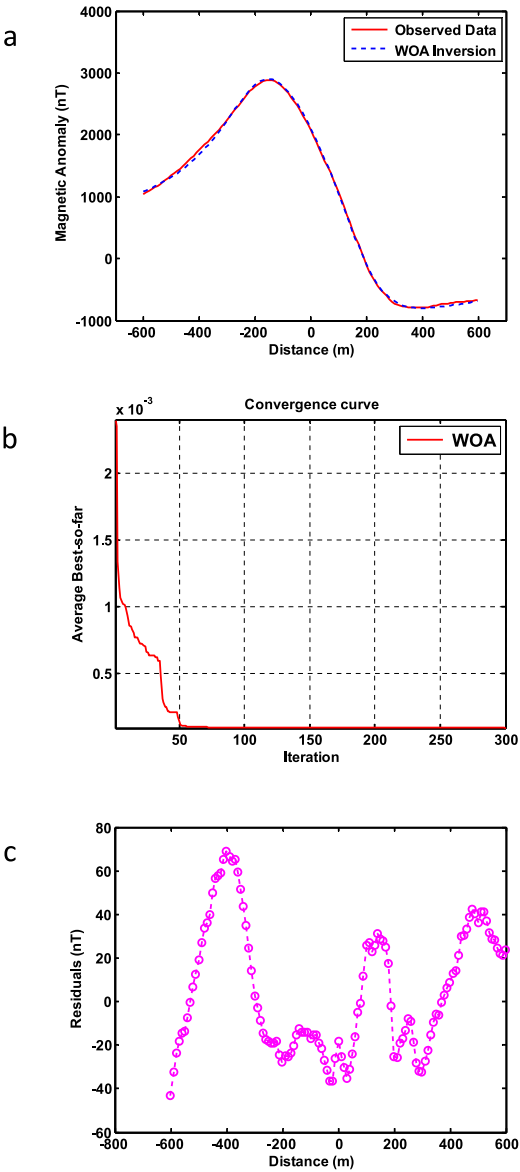 a
Observed Data
WOA Inversion
4000
3000
2000
1000
0
-1000
Magnetic Anomaly (nT)
-600 -400 -200 0 200 400 600
Distance (m)
b
x 10^-3
Convergence curve
WOA
2
1.5
1
0.5
Average Best-so-far
50 100 150 200 250 300
Iteration
c
80
60
40
20
0
-20
-40
-60
Residuals (nT)
-800 -600 -400 -200 0 200 400 600
Distance (m)